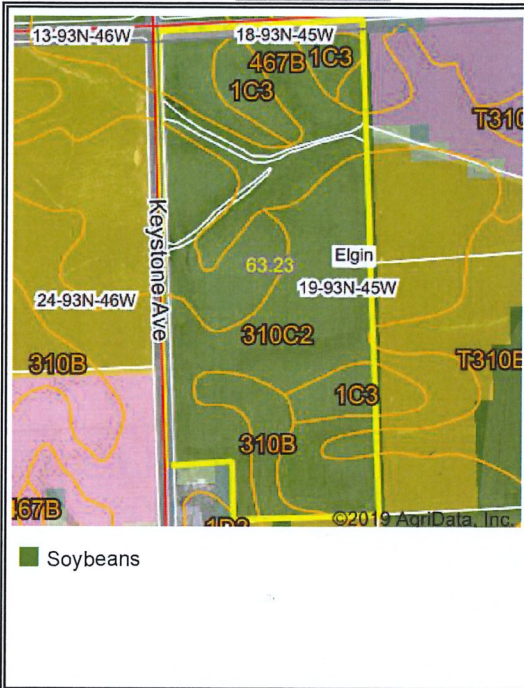 13-93N-46W
18-93N-45W
467B
1C3
1C3
T310
Keystone Ave
63.23
Elgin
19-93N-45W
24-93N-46W
310C2
310B
T310B
1C3
310B
467B
©2019 AgriData, Inc.
Soybeans